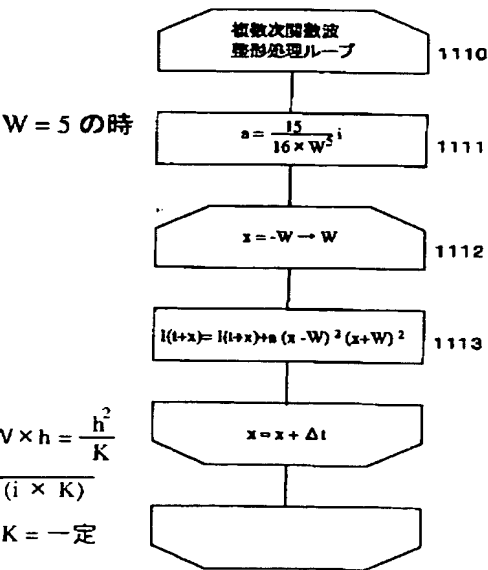 複数次関数波
整形処理ループ
1110
W = 5 の時
a = 15 / 16 × W^5 i
1111
x = -W → W
1112
I(t+x)= I(t+x)+a (x -W) ² (x+W) ²
1113
V × h = h² / K
x = x + Δt
(i × K)
K = 一定